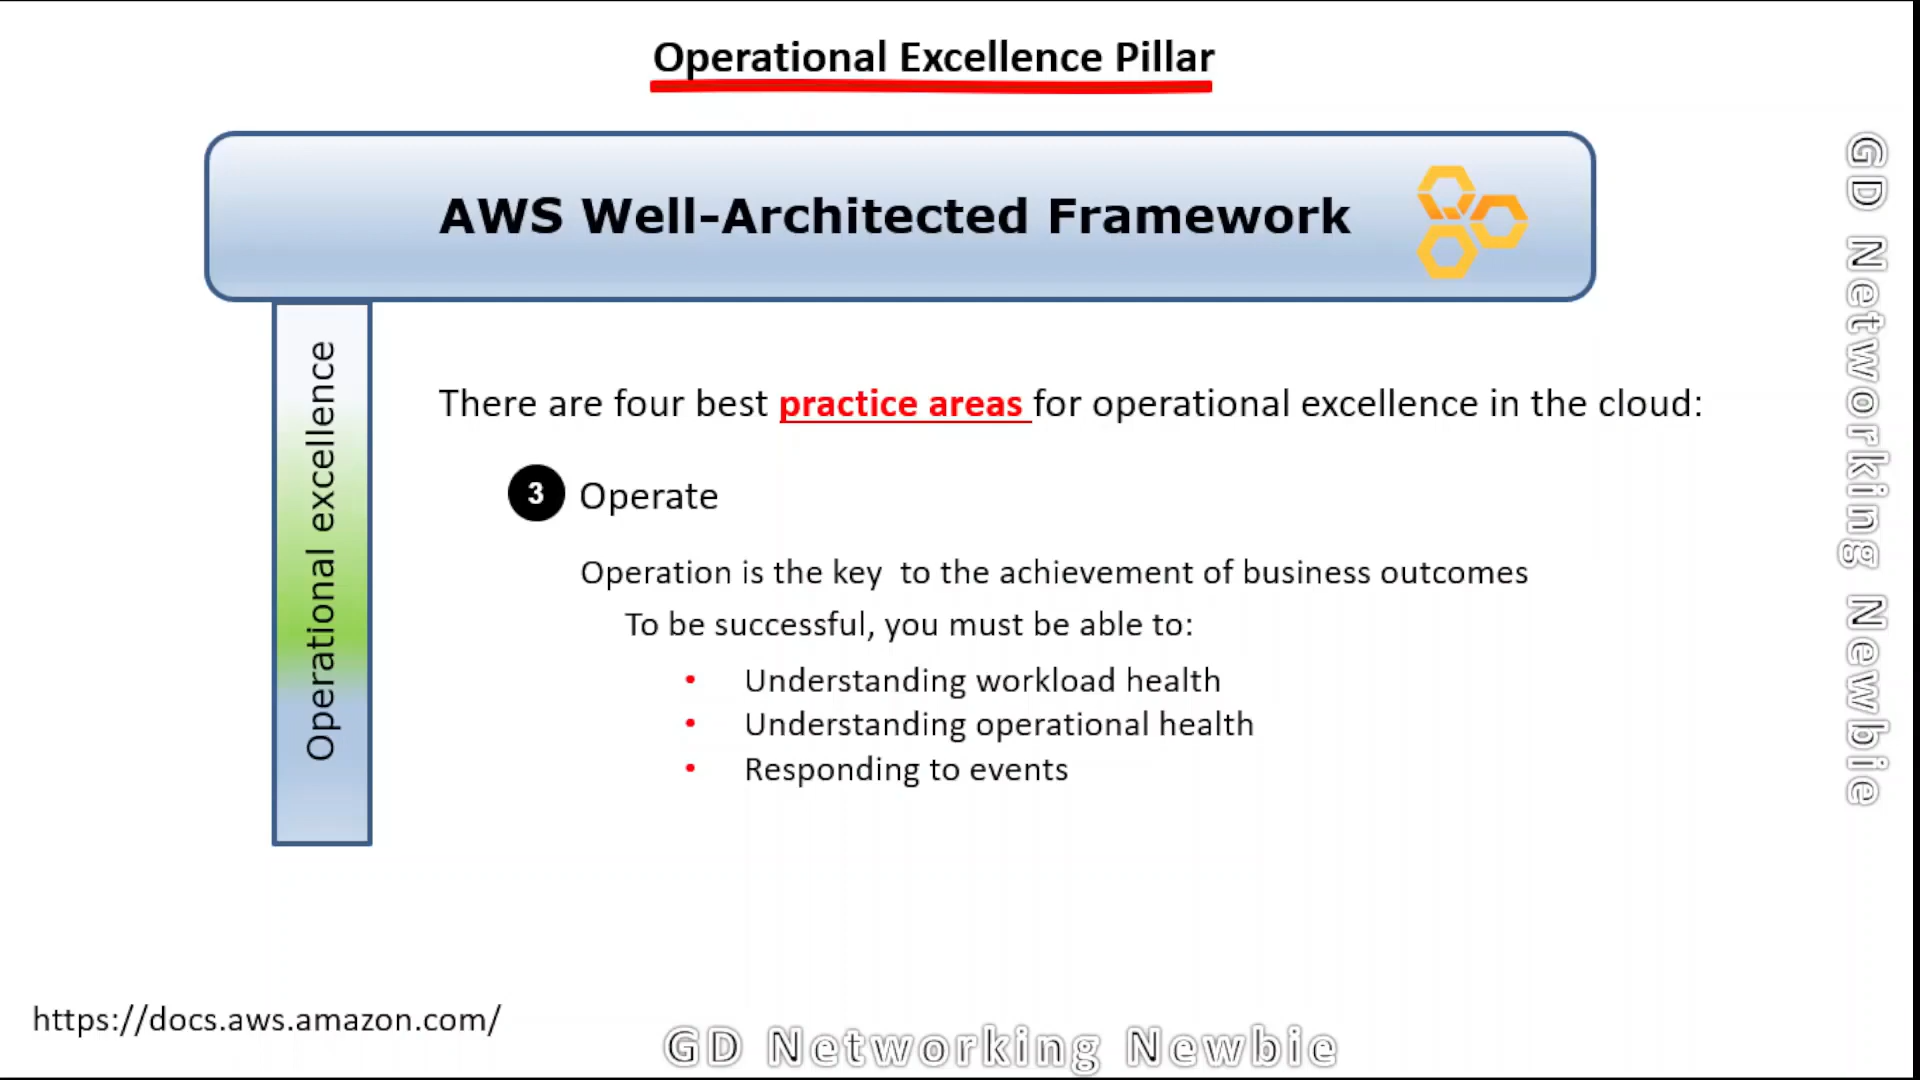 Operational Excellence Pillar
AWS Well-Architected Framework
Operational excellence
There are four best practice areas for operational excellence in the cloud:
3 Operate
Operation is the key to the achievement of business outcomes
To be successful, you must be able to:
• Understanding workload health
• Understanding operational health
• Responding to events
https://docs.aws.amazon.com/
GD Networking Newbie
GD Networking Newbie